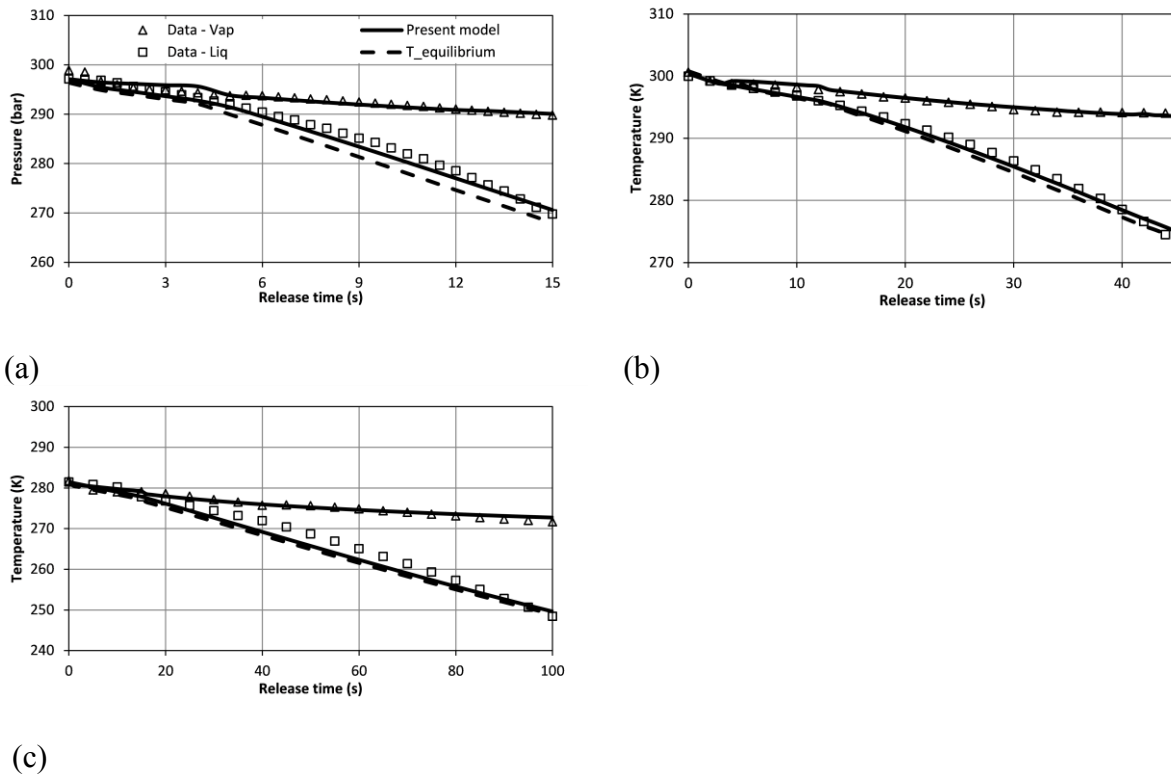 Data - Vap
Present model
Data - Liq
T_equilibrium
310
300
290
280
270
260
Pressure (bar)
0 3 6 9 12 15
Release time (s)
(a)
310
300
290
280
270
Temperature (K)
0 10 20 30 40
Release time (s)
(b)
300
290
280
270
260
250
240
Temperature (K)
0 20 40 60 80 100
Release time (s)
(c)